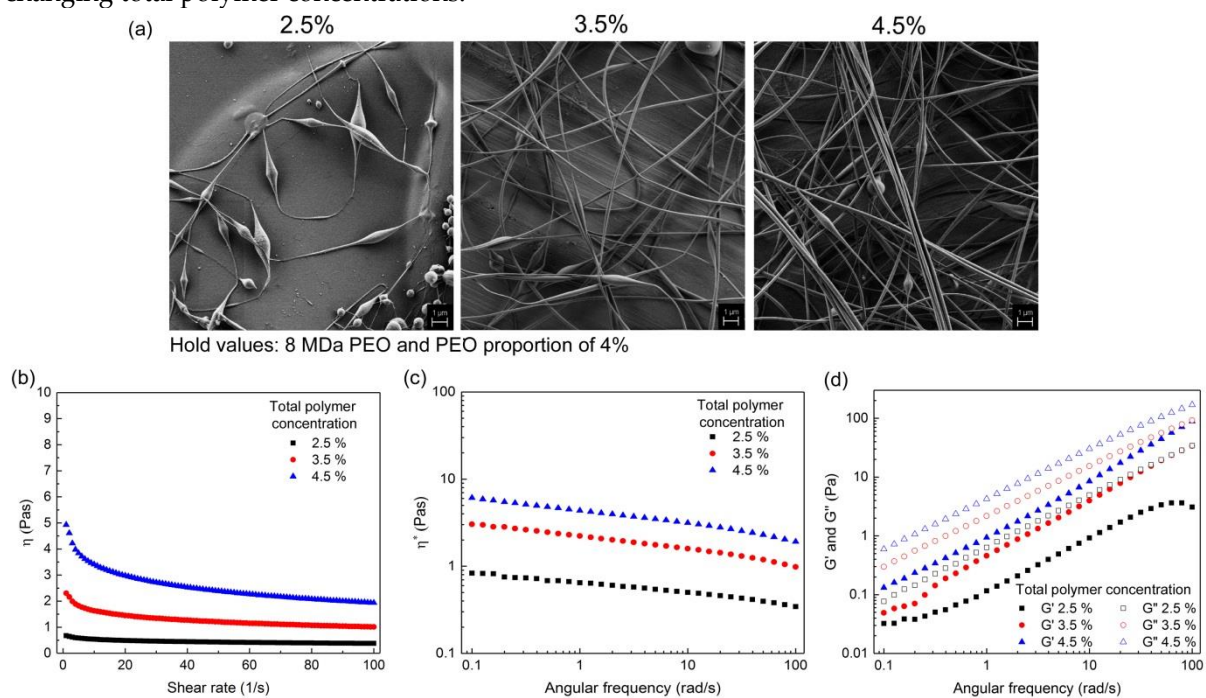 changing total polymer concentrations.
2.5% 3.5% 4.5%
(a)
1 µm 1 µm 1 µm
Hold values: 8 MDa PEO and PEO proportion of 4%
(b)
10
9
8
7
6
5
4
3
2
1
0
η (Pas)
Total polymer
concentration
2.5 %
3.5 %
4.5 %
0 20 40 60 80 100
Shear rate (1/s)
(c)
100
10
1
0.1
η* (Pas)
Total polymer
concentration
2.5 %
3.5 %
4.5 %
0.1 1 10 100
Angular frequency (rad/s)
(d)
100
10
1
0.1
0.01
G' and G" (Pa)
Total polymer concentration
G' 2.5 % G" 2.5 %
G' 3.5 % G" 3.5 %
G' 4.5 % G" 4.5 %
0.1 1 10 100
Angular frequency (rad/s)